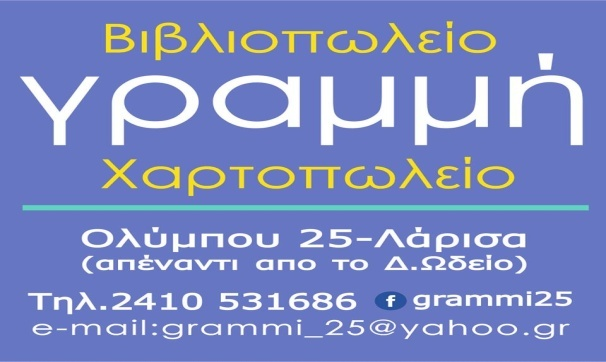 Βιβλιοπωλείο
γραμμή
Χαρτοπωλείο
Ολύμπου 25-Λάρισα
(απέναντι απο το Δ.Ωδείο)
Τηλ.2410 531686 f grammi25
e-mail:grammi_25@yahoo.gr